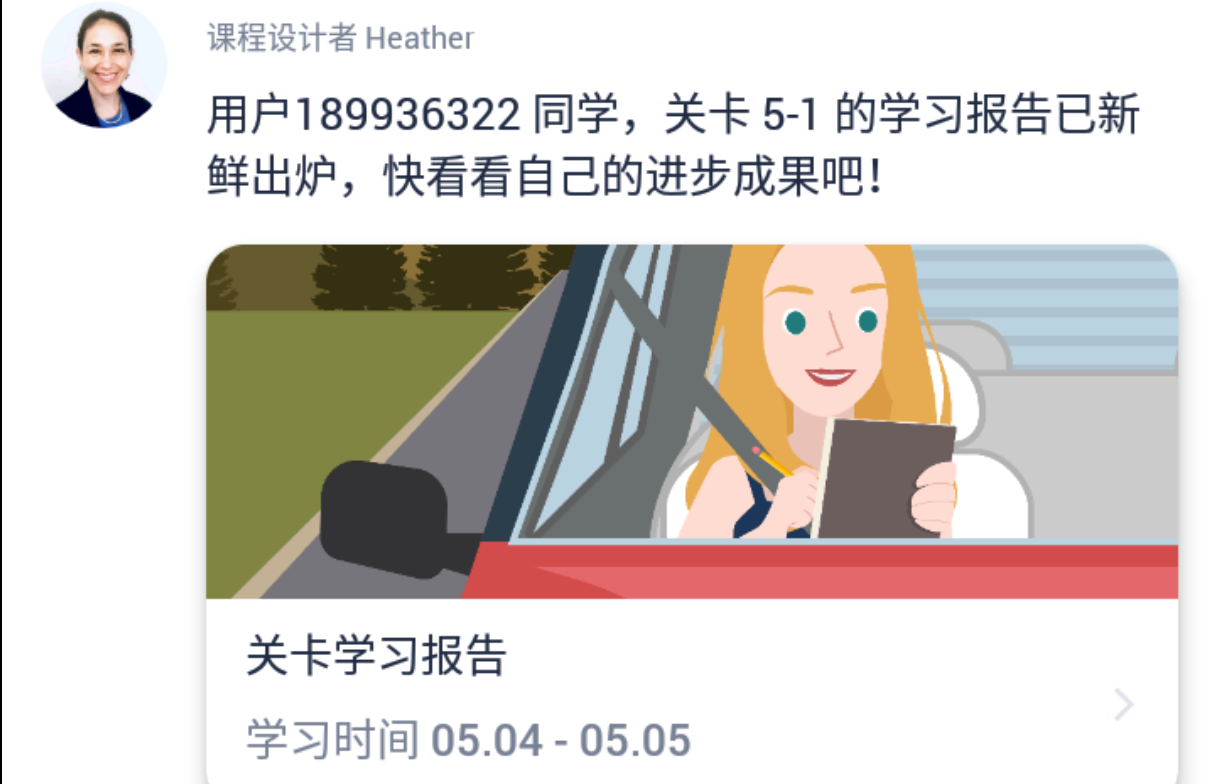 课程设计者 Heather
用户189936322 同学，关卡 5-1 的学习报告已新
鲜出炉，快看看自己的进步成果吧！
关卡学习报告
学习时间 05.04 - 05.05